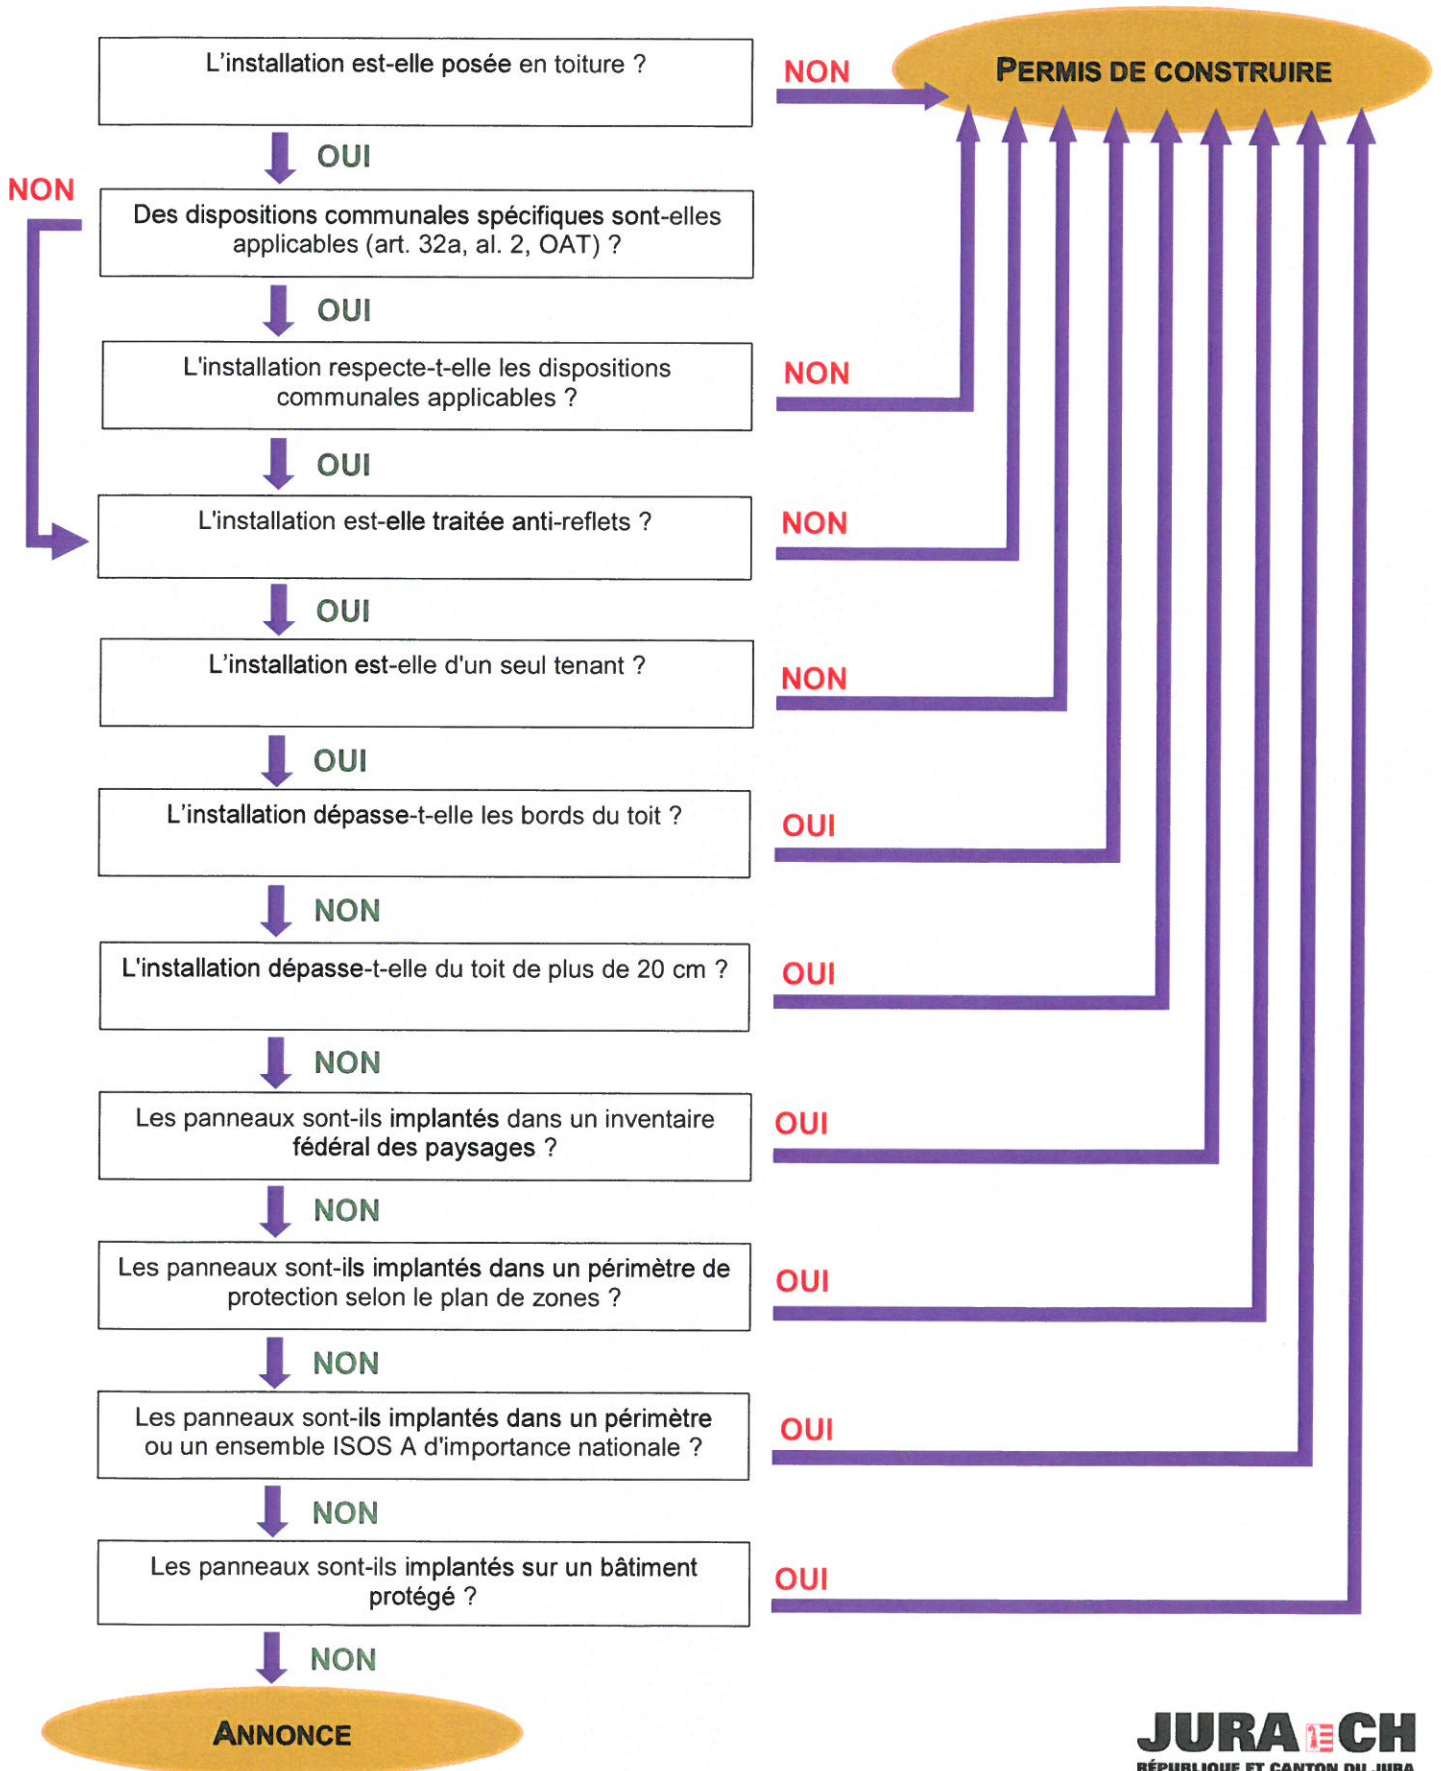 L'installation est-elle posée en toiture ?
NON
PERMIS DE CONSTRUIRE
OUI
NON
Des dispositions communales spécifiques sont-elles
applicables (art. 32a, al. 2, OAT) ?
OUI
L'installation respecte-t-elle les dispositions
communales applicables ?
NON
OUI
L'installation est-elle traitée anti-reflets ?
NON
OUI
L'installation est-elle d'un seul tenant ?
NON
OUI
L'installation dépasse-t-elle les bords du toit ?
OUI
NON
L'installation dépasse-t-elle du toit de plus de 20 cm ?
OUI
NON
Les panneaux sont-ils implantés dans un inventaire
fédéral des paysages ?
OUI
NON
Les panneaux sont-ils implantés dans un périmètre de
protection selon le plan de zones ?
OUI
NON
Les panneaux sont-ils implantés dans un périmètre
ou un ensemble ISOS A d'importance nationale ?
OUI
NON
Les panneaux sont-ils implantés sur un bâtiment
protégé ?
OUI
NON
ANNONCE
JURA CH
RÉPUBLIQUE ET CANTON DU JURA